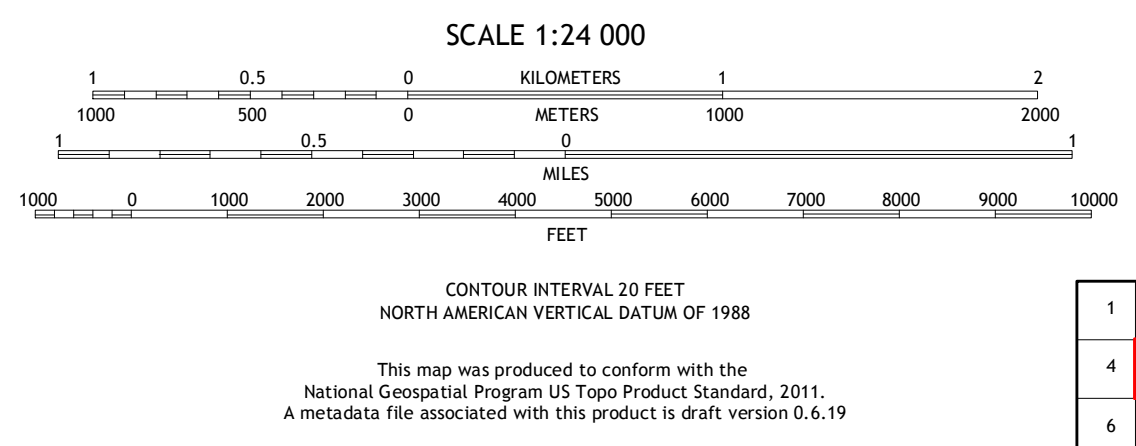 SCALE 1:24 000
1 0.5 0 KILOMETERS 1 2
1000 500 0 METERS 1000 2000
1 0.5 0 1
MILES
1000 0 1000 2000 3000 4000 5000 6000 7000 8000 9000 10000
FEET
CONTOUR INTERVAL 20 FEET
NORTH AMERICAN VERTICAL DATUM OF 1988
This map was produced to conform with the
National Geospatial Program US Topo Product Standard, 2011.
A metadata file associated with this product is draft version 0.6.19
1
4
6